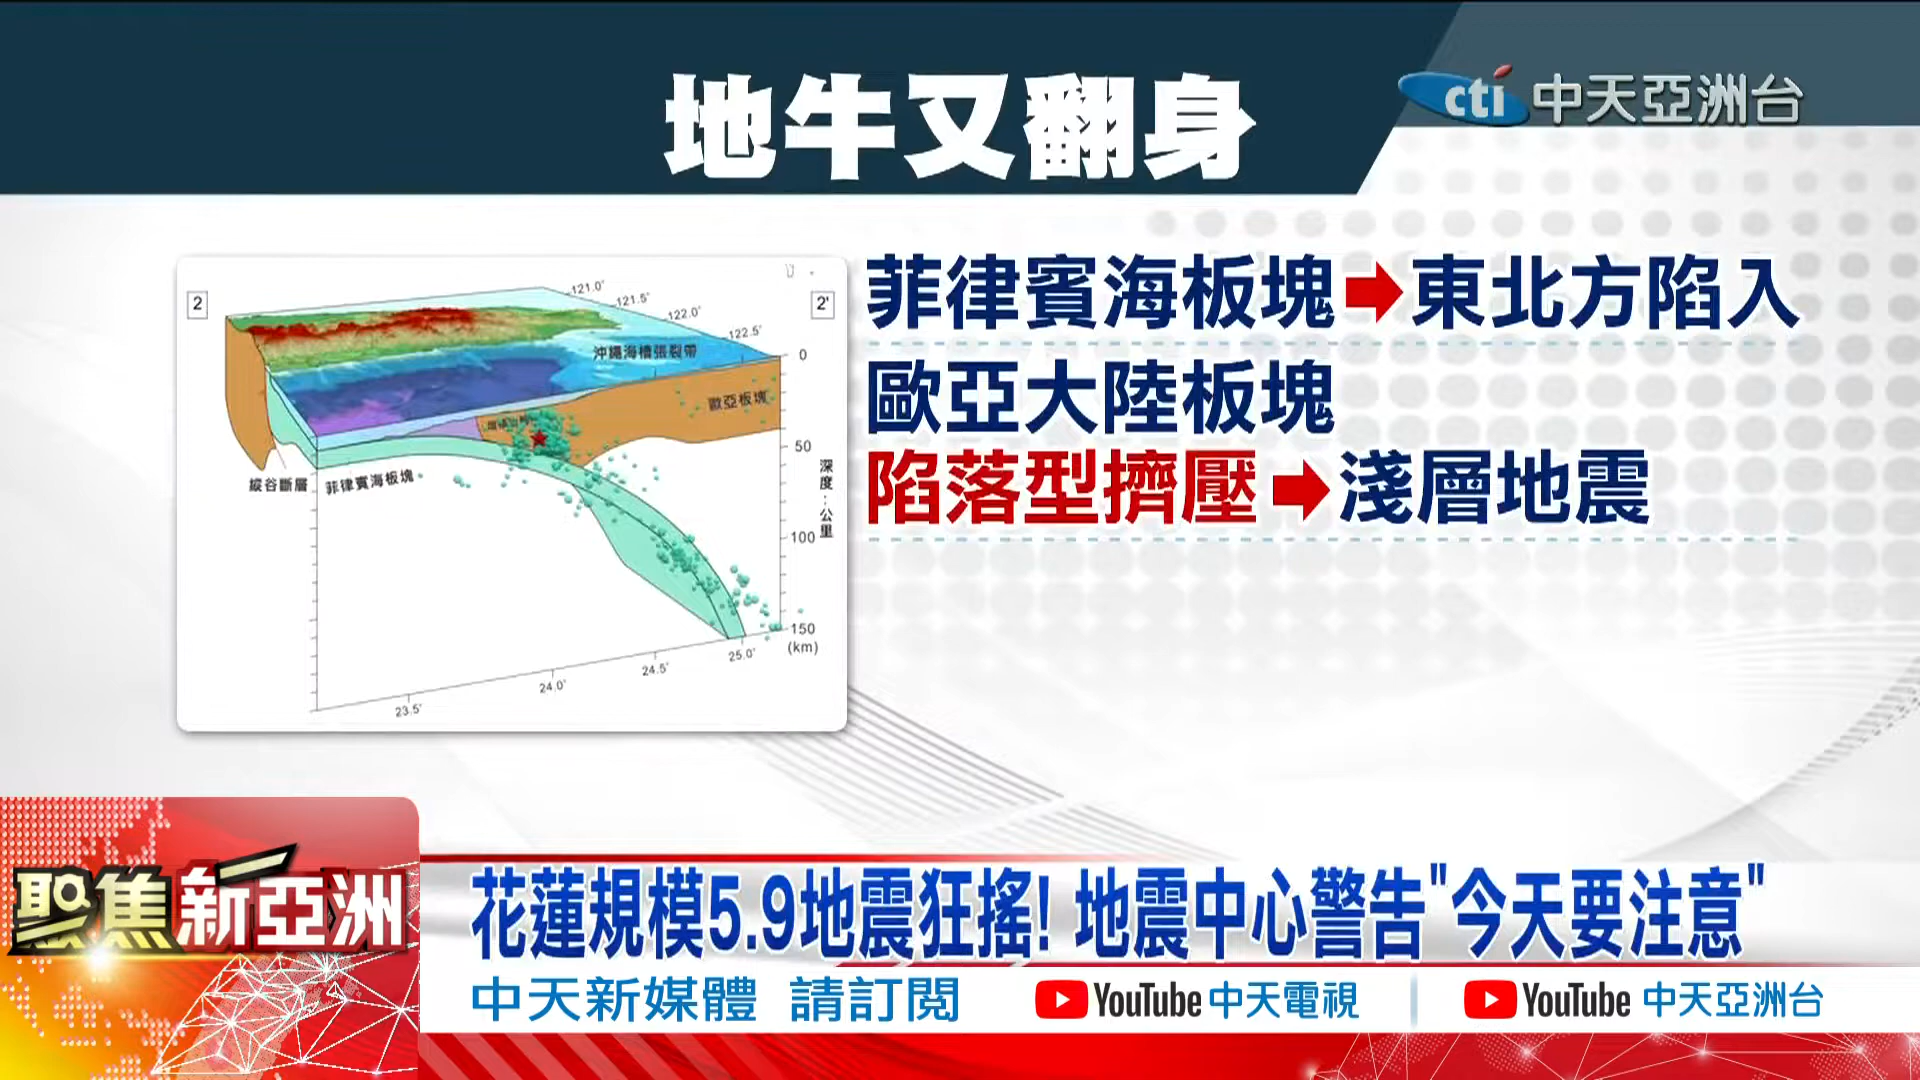 地牛又翻身
cti 中天亞洲台
2
2'
121.0°
121.5°
122.0°
122.5°
沖繩海槽張裂帶
歐亞板塊
縱谷斷層
菲律賓海板塊
0
50
100
150
(km)
深度:公里
23.5°
24.0°
24.5°
25.0°
菲律賓海板塊➡東北方陷入
歐亞大陸板塊
陷落型擠壓➡淺層地震
聚焦新亞洲
花蓮規模5.9地震狂搖! 地震中心警告"今天要注意"
中天新媒體 請訂閱 YouTube 中天電視 | YouTube 中天亞洲台